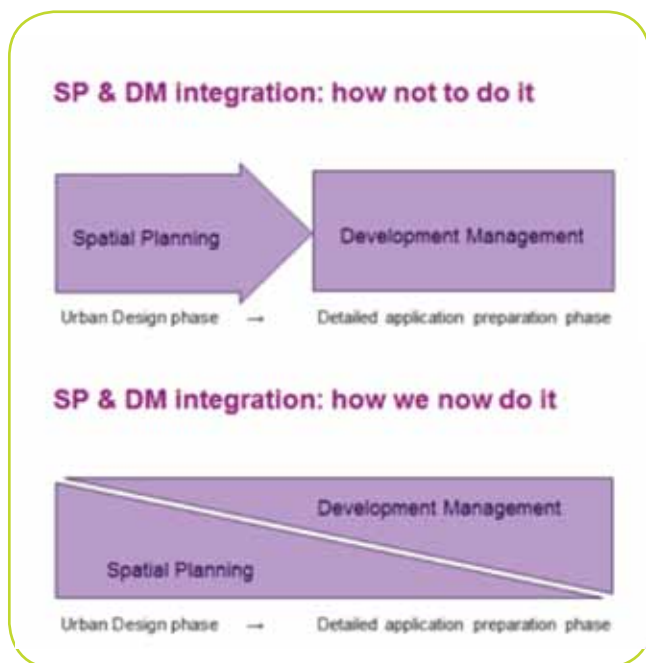 SP & DM integration: how not to do it
Spatial Planning
Development Management
Urban Design phase → Detailed application preparation phase
SP & DM integration: how we now do it
Development Management
Spatial Planning
Urban Design phase → Detailed application preparation phase